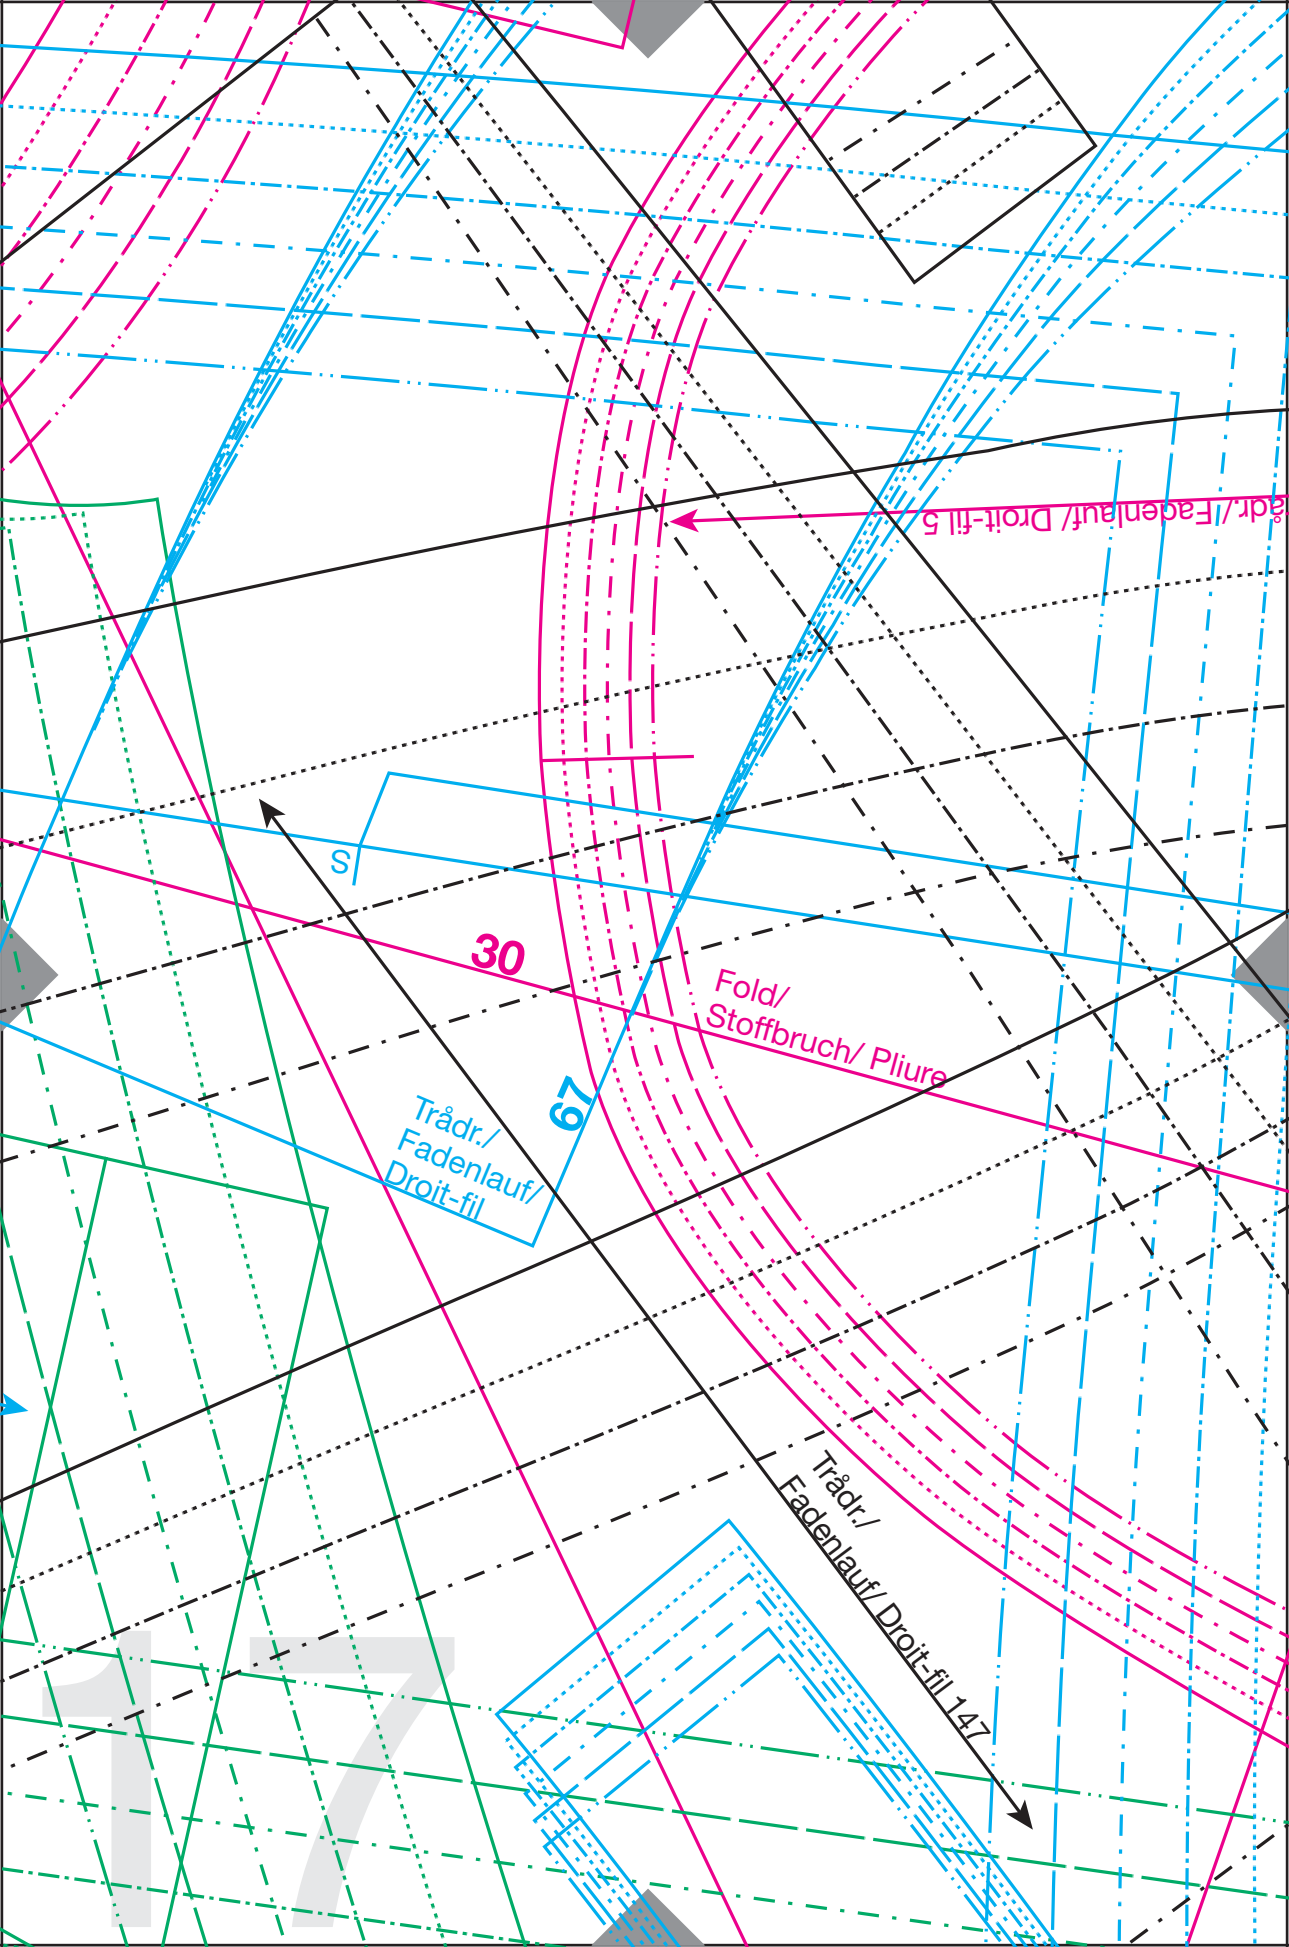 ådr./ Fadenlauf/ Droit-fil 5
S
30
Fold/
Stoffbruch/ Pliure
67
Trådr./
Fadenlauf/
Droit-fil
Trådr./
Fadenlauf/ Droit-fil 147
17